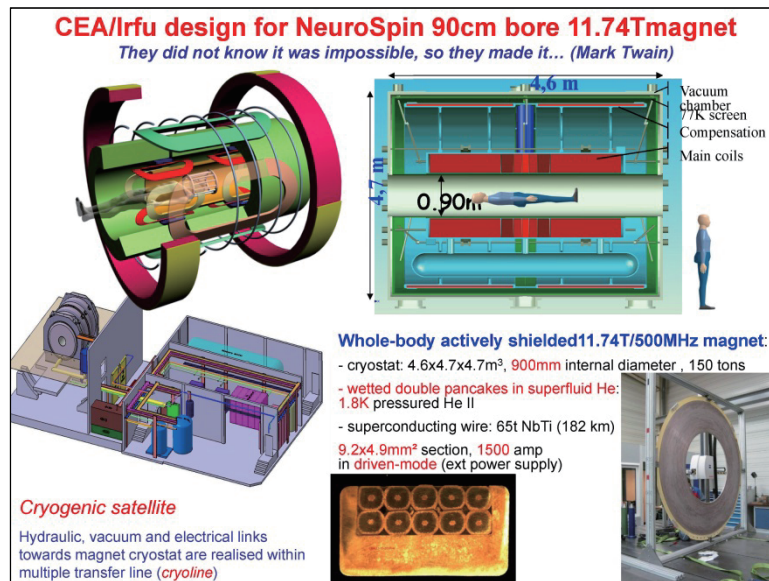 CEA/Irfu design for NeuroSpin 90cm bore 11.74Tmagnet
They did not know it was impossible, so they made it… (Mark Twain)
4,6 m
Vacuum
chamber
77K screen
Compensation
Main coils
4,7 m
0.90m
Whole-body actively shielded11.74T/500MHz magnet:
- cryostat: 4.6x4.7x4.7m³, 900mm internal diameter , 150 tons
- wetted double pancakes in superfluid He:
1.8K pressured He II
- superconducting wire: 65t NbTi (182 km)
9.2x4.9mm² section, 1500 amp
in driven-mode (ext power supply)
Cryogenic satellite
Hydraulic, vacuum and electrical links
towards magnet cryostat are realised within
multiple transfer line (cryoline)